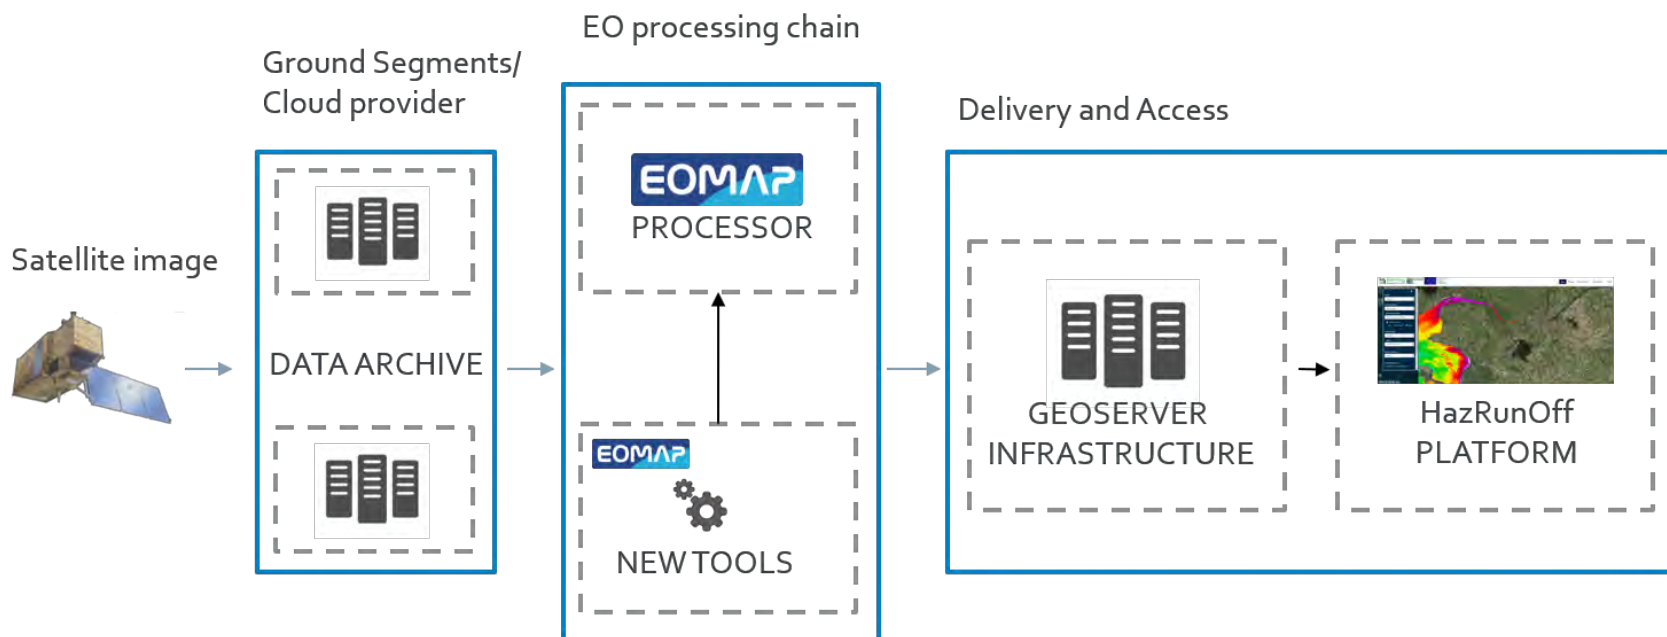 EO processing chain
Ground Segments/
Cloud provider
Delivery and Access
Satellite image
DATA ARCHIVE
EOMAP
PROCESSOR
EOMAP
NEW TOOLS
GEOSERVER
INFRASTRUCTURE
HazRunOff
PLATFORM